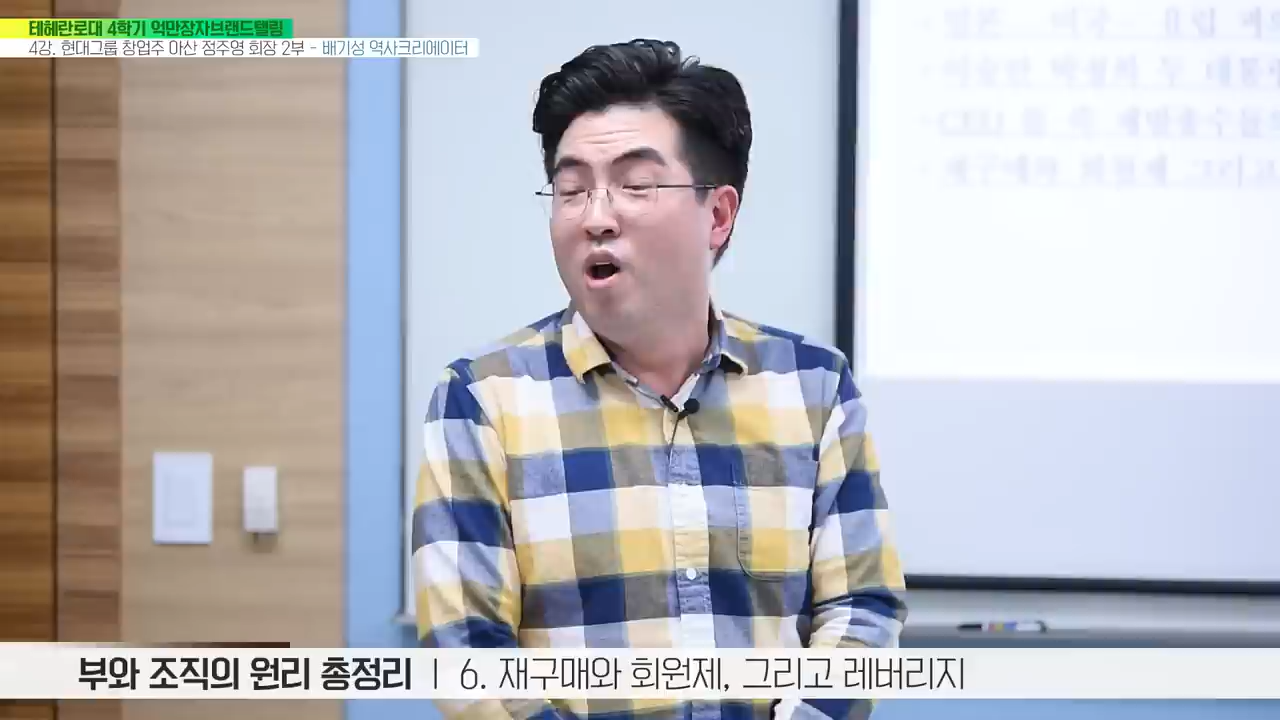 테헤란로대 4학기 억만장자브랜드텔링
4강. 현대그룹 창업주 아산 정주영 회장 2부 - 배기성 역사크리에이터
부와 조직의 원리 총정리 | 6. 재구매와 회원제, 그리고 레버리지